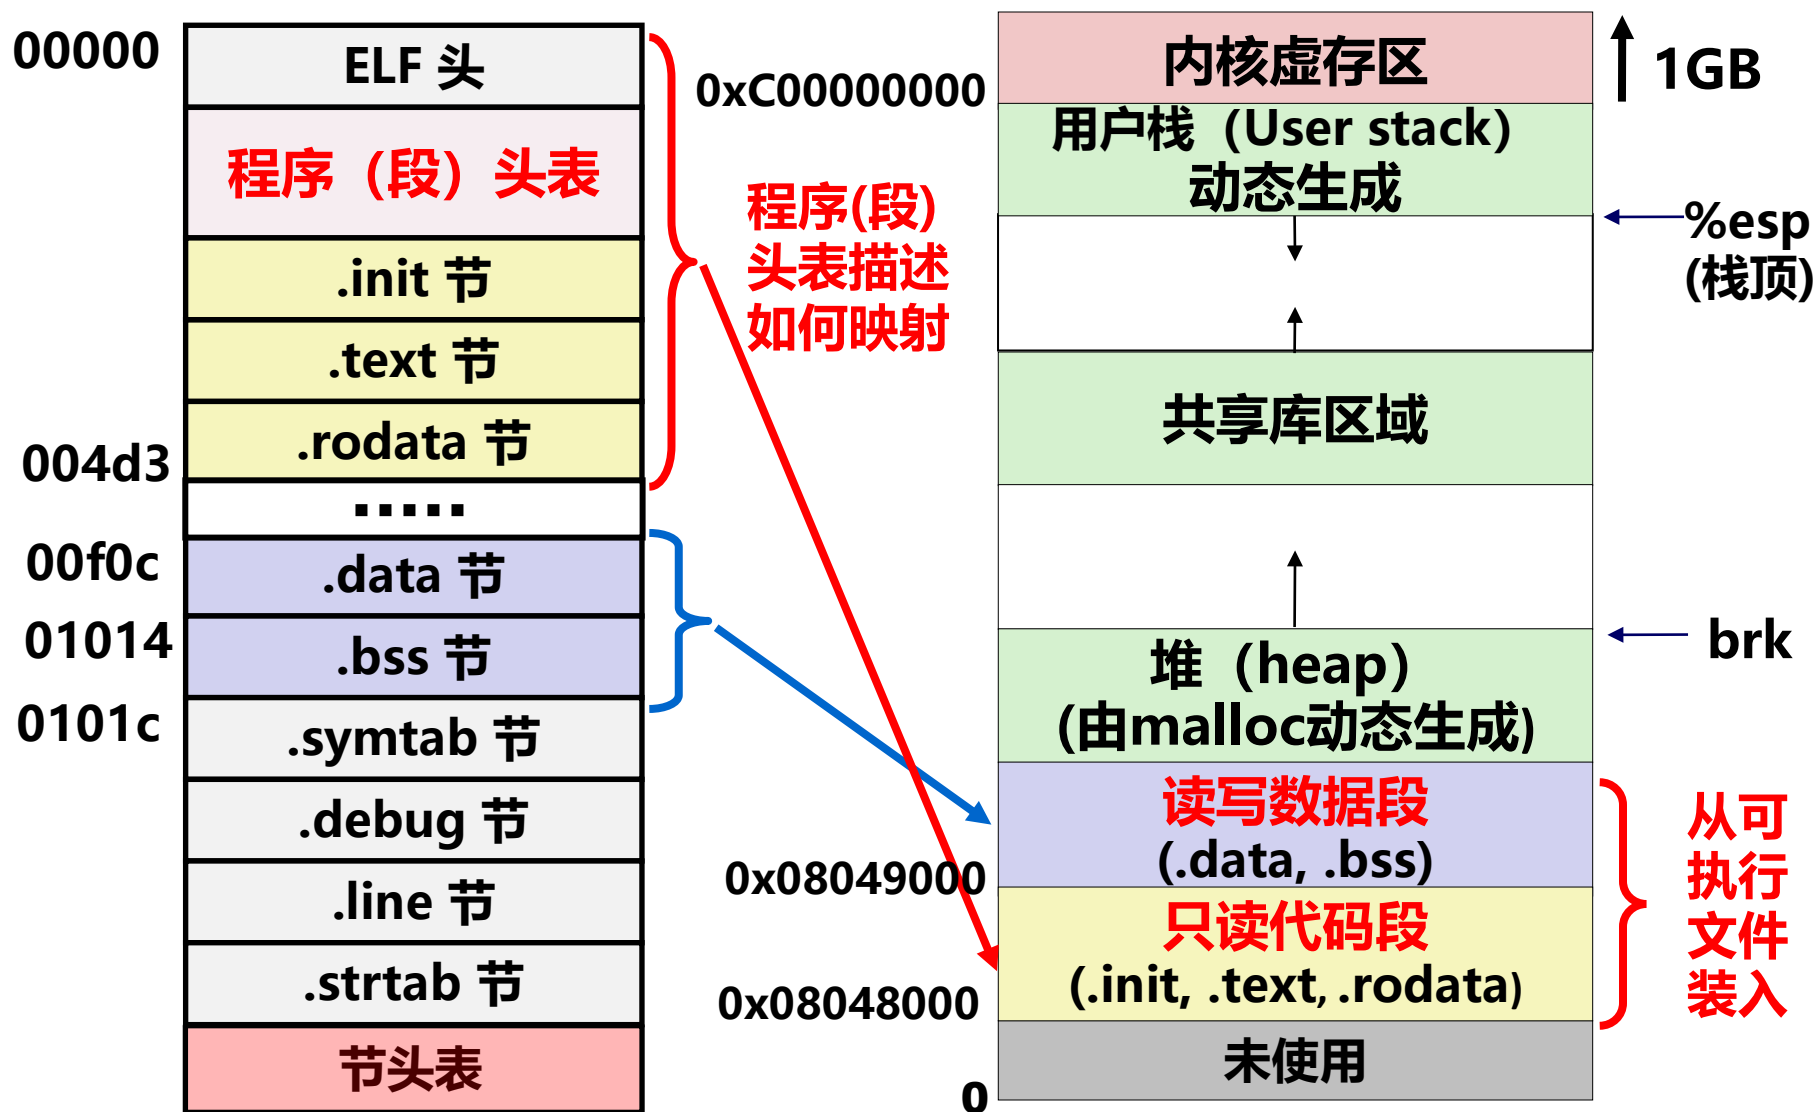 00000
ELF 头
程序（段）头表
.init 节
.text 节
.rodata 节
004d3
.....
00f0c
.data 节
01014
.bss 节
0101c
.symtab 节
.debug 节
.line 节
.strtab 节
节头表
程序(段)
头表描述
如何映射
内核虚存区
1GB
0xC00000000
用户栈（User stack）
动态生成
%esp
(栈顶)
共享库区域
brk
堆（heap）
(由malloc动态生成)
读写数据段
(.data, .bss)
0x08049000
只读代码段
(.init, .text, .rodata)
0x08048000
未使用
0
从可
执行
文件
装入